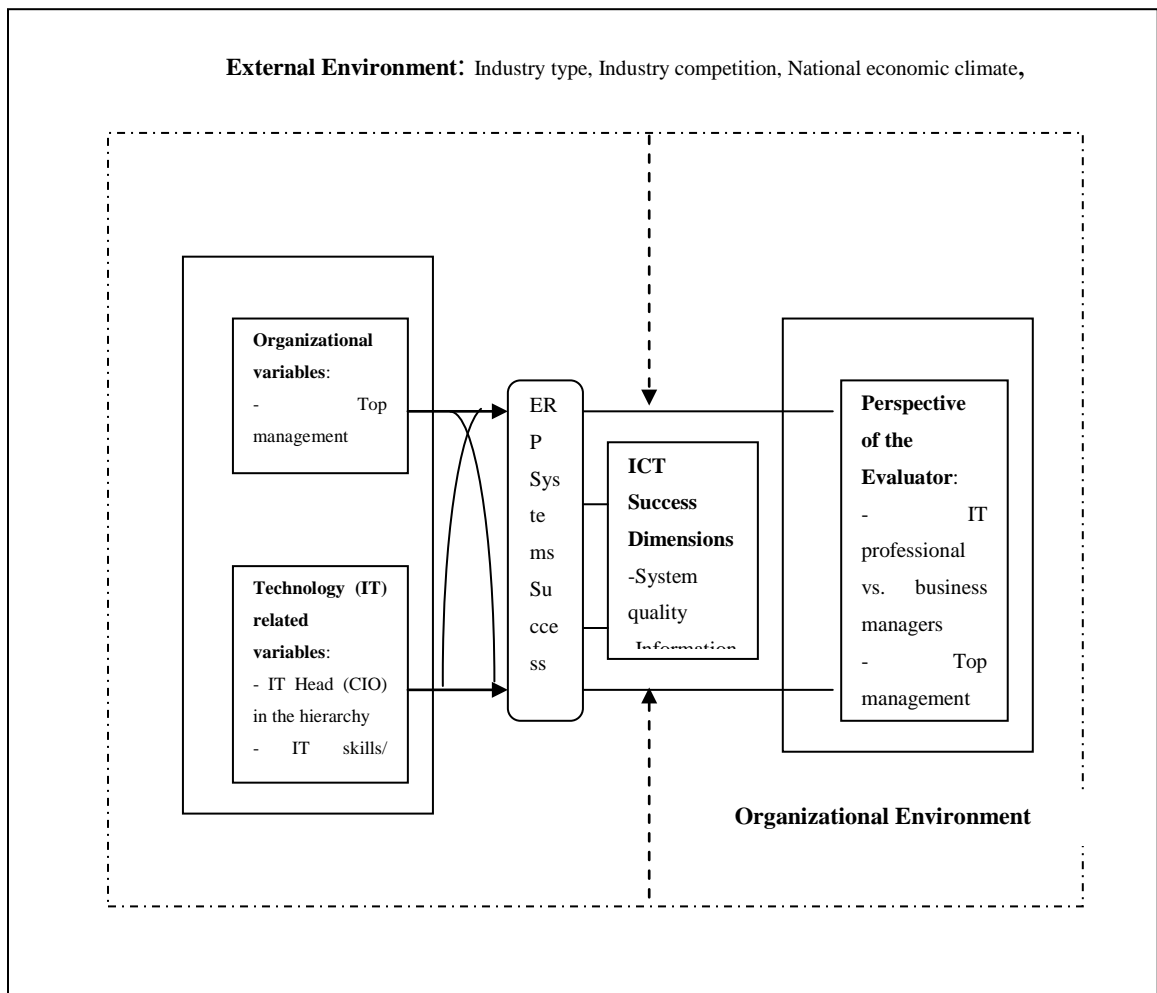 External Environment: Industry type, Industry competition, National economic climate,
Organizational
variables:
- Top
management
Technology (IT)
related
variables:
- IT Head (CIO)
in the hierarchy
- IT skills/
ER
P
Sys
te
ms
Su
cce
ss
ICT
Success
Dimensions
-System
quality
-Information
Perspective
of the
Evaluator:
- IT
professional
vs. business
managers
- Top
management
Organizational Environment